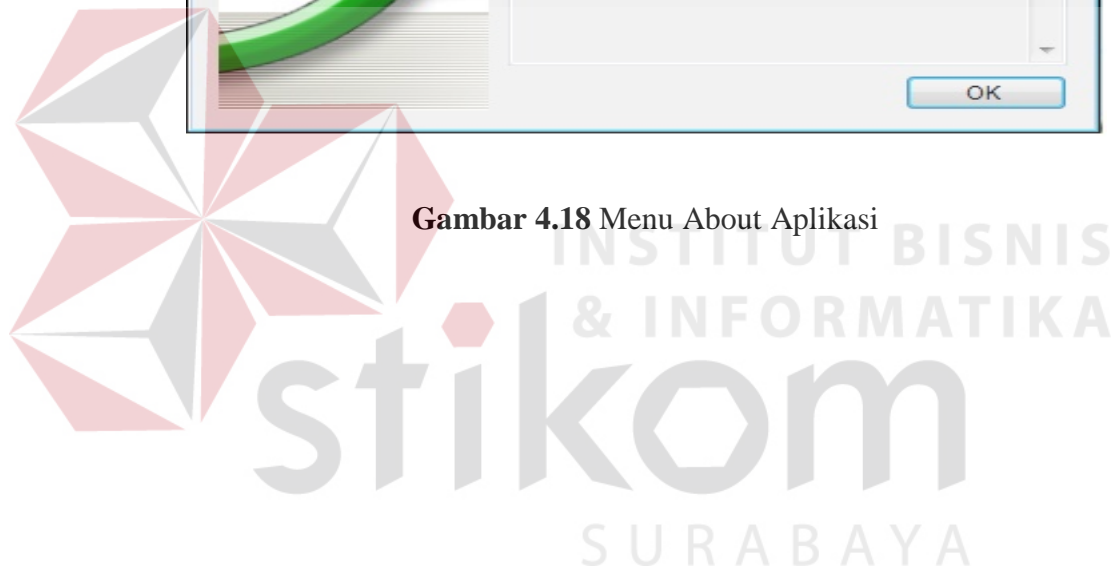 OK
Gambar 4.18 Menu About Aplikasi
INSTITUT BISNIS
& INFORMATIKA
stikom
SURABAYA